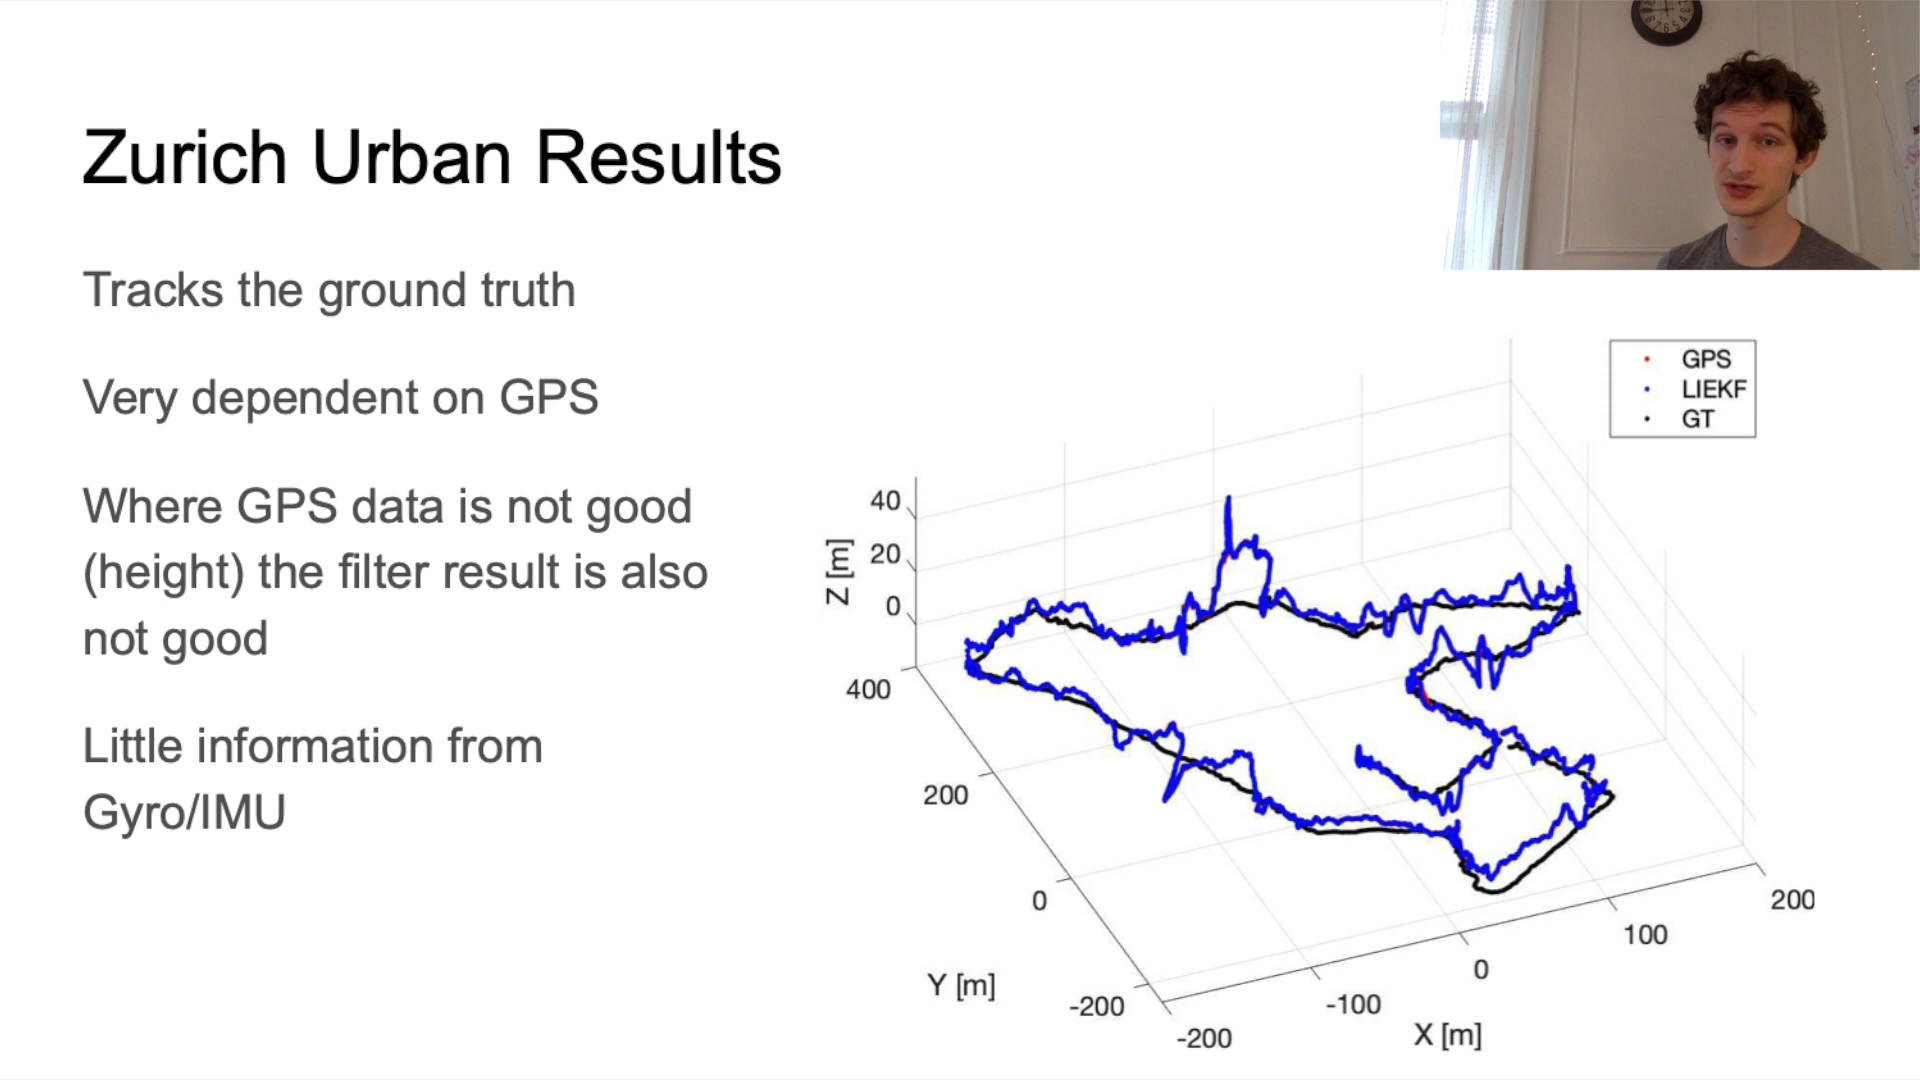 Zurich Urban Results
Tracks the ground truth
Very dependent on GPS
Where GPS data is not good
(height) the filter result is also
not good
Little information from
Gyro/IMU
GPS
LIEKF
GT
40
20
0
Z [m]
400
200
0
-200
Y [m]
-200
-100
0
100
200
X [m]